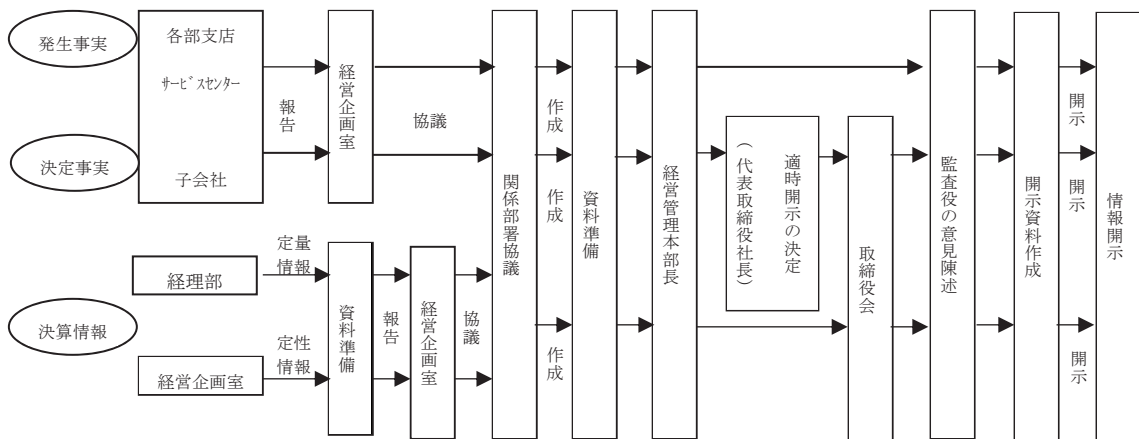 発生事実
決定事実
決算情報
各部支店
サービスセンター
子会社
経理部
経営企画室
報告
定量
情報
定性
情報
経営企画室
資料準備
報告
経営企画室
協議
協議
関係部署協議
作成
作成
作成
資料準備
経営管理本部長
適時開示の決定
(代表取締役社長)
取締役会
監査役の意見陳述
開示資料作成
開示
開示
開示
情報開示